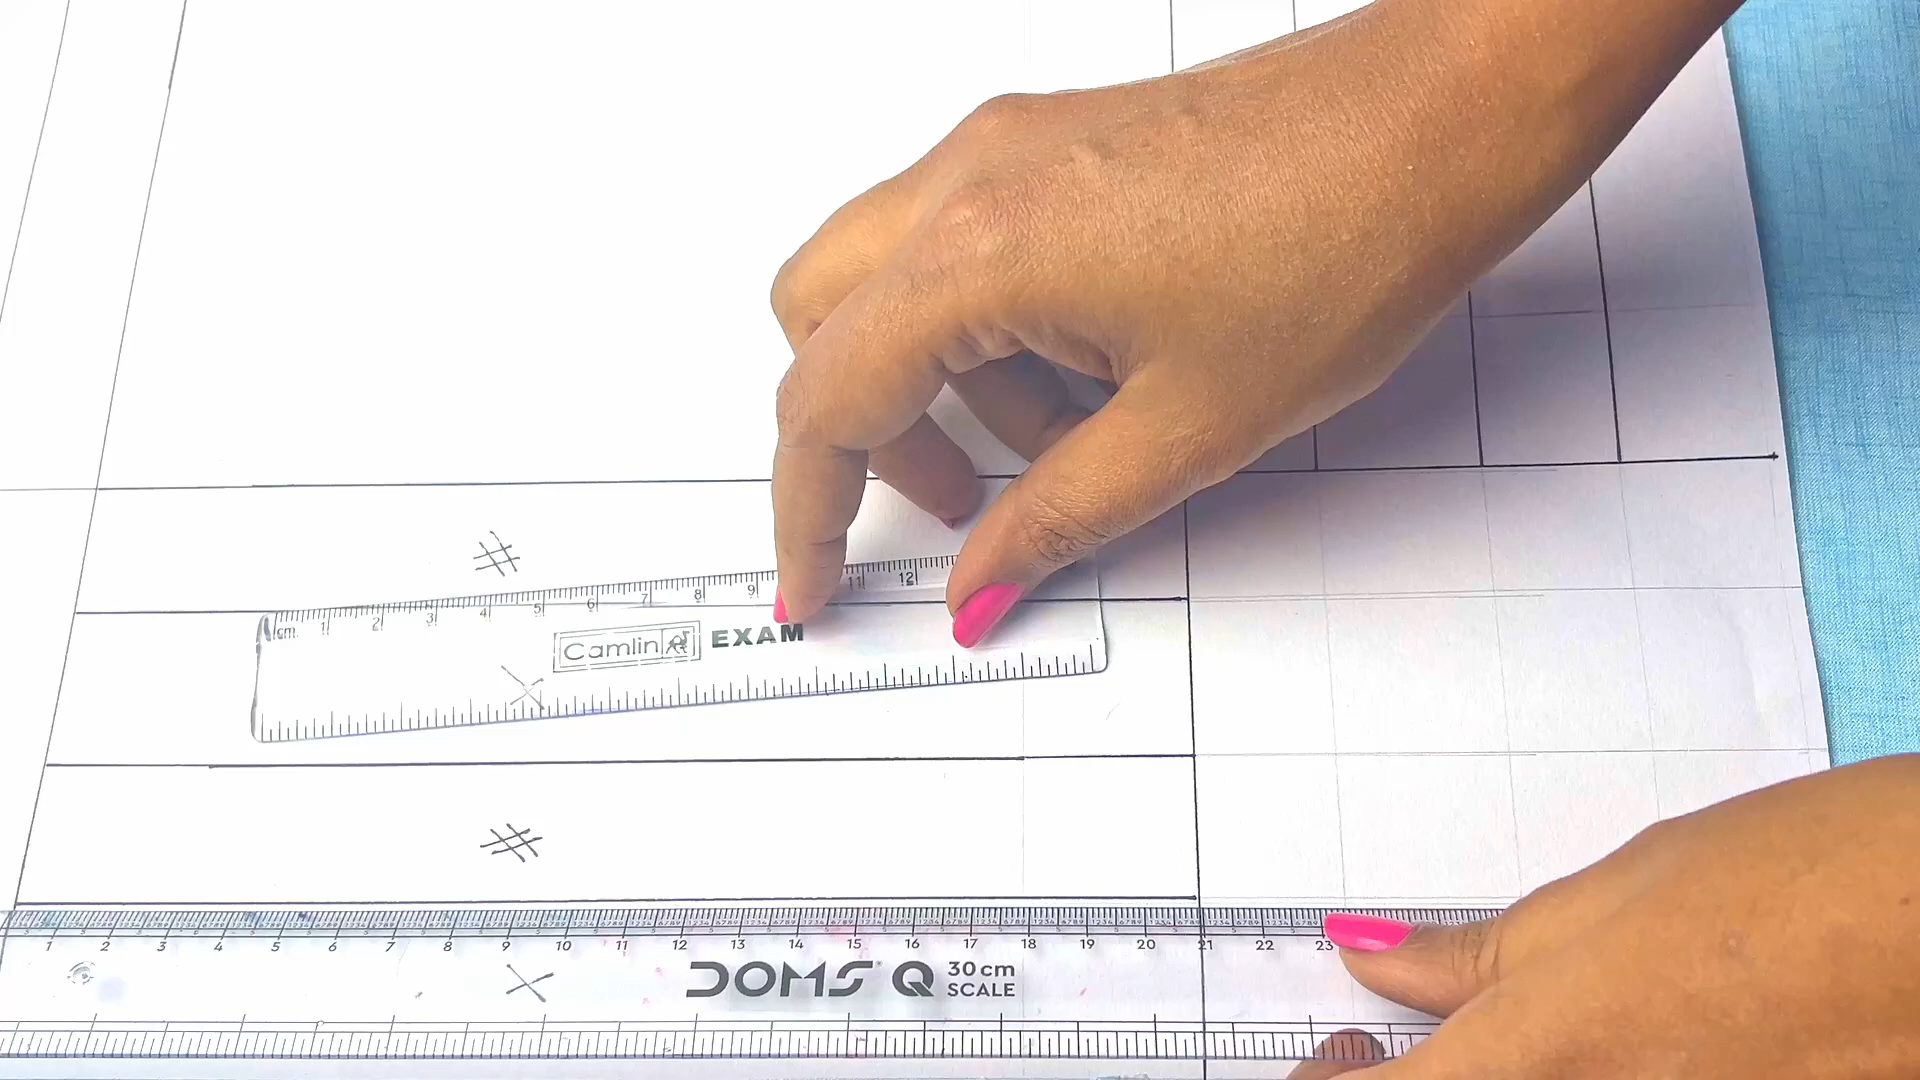 #
cm 1 2 3 4 5 6 7 8 9 11 12
Camlin EXAM
#
1 2 3 4 5 6 7 8 9 10 11 12 13 14 15 16 17 18 19 20 21 22 23
DOMS Q 30 cm
SCALE